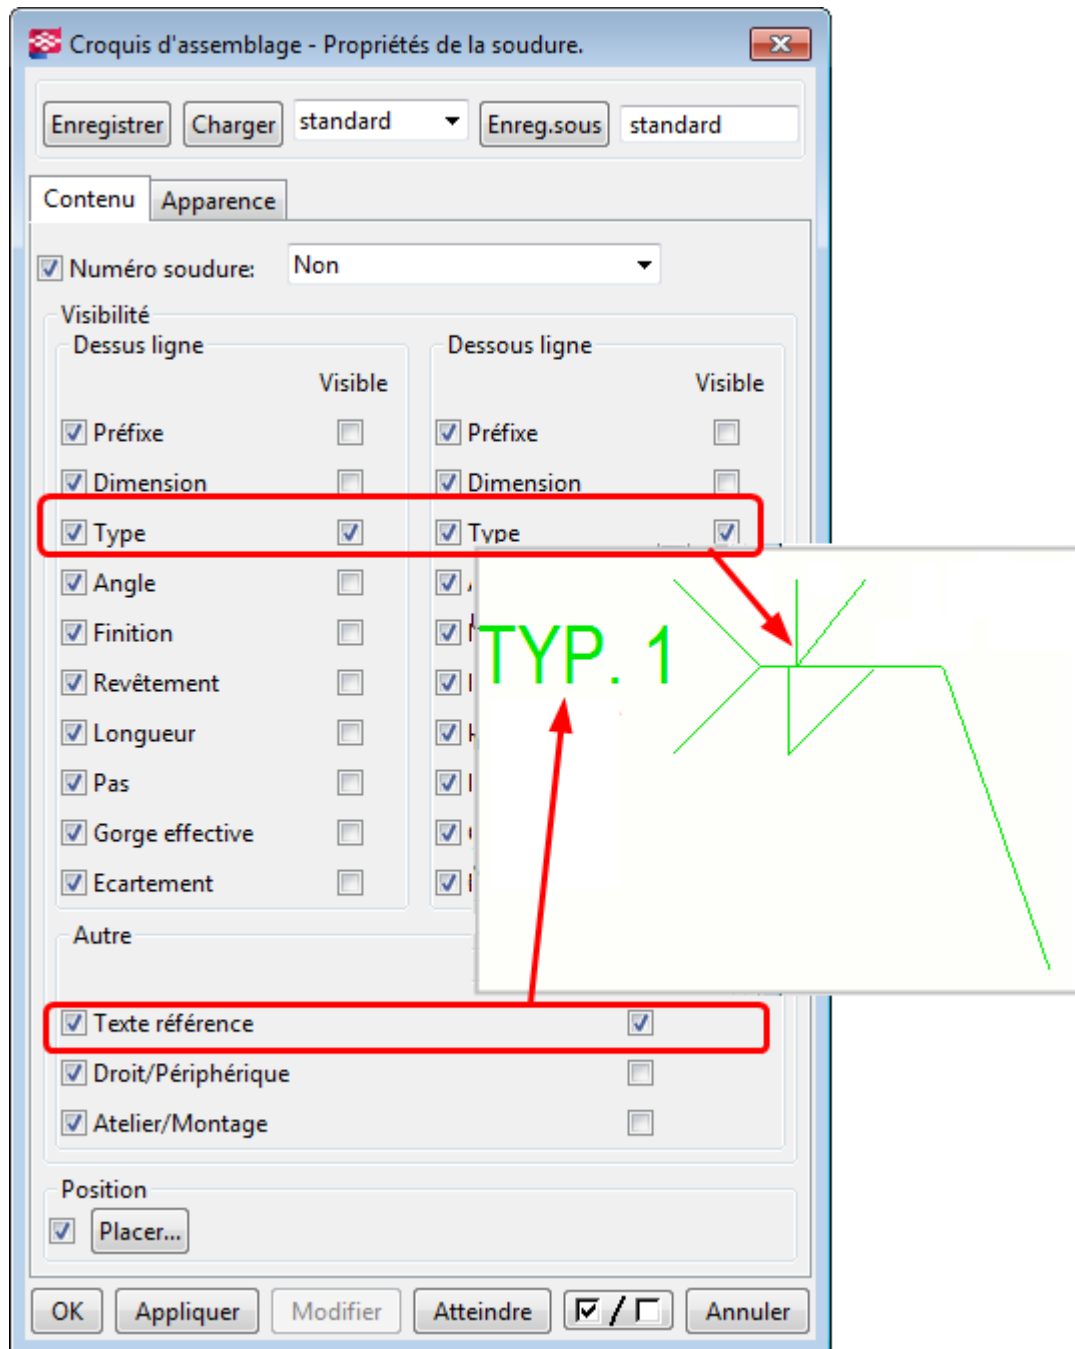 Croquis d'assemblage - Propriétés de la soudure.
Enregistrer Charger standard Enreg.sous standard
Contenu Apparence
Numéro soudure: Non
Visibilité
Dessus ligne Dessous ligne
Visible Visible
Préfixe Préfixe
Dimension Dimension
Type Type
Angle
Finition
TYP. 1
Revêtement
Longueur
Pas
Gorge effective
Ecartement
Autre
Texte référence
Droit/Périphérique
Atelier/Montage
Position
Placer...
OK Appliquer Modifier Atteindre / Annuler